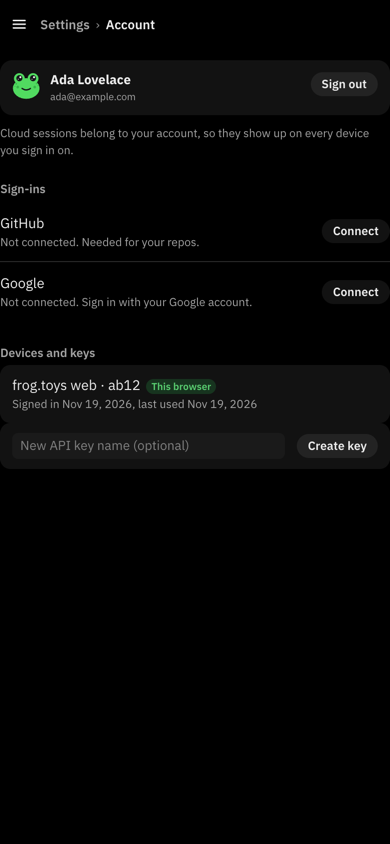 Settings › Account
Ada Lovelace
ada@example.com
Sign out
Cloud sessions belong to your account, so they show up on every device
you sign in on.
Sign-ins
GitHub
Not connected. Needed for your repos.
Connect
Google
Not connected. Sign in with your Google account.
Connect
Devices and keys
frog.toys web · ab12 This browser
Signed in Nov 19, 2026, last used Nov 19, 2026
New API key name (optional)
Create key